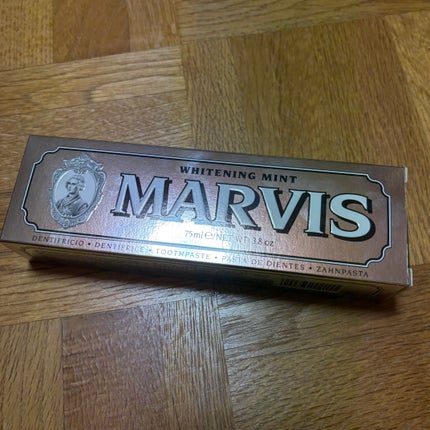 WHITENING MINT
MARVIS
75ml e / NET WT. 3.8 oz
DENTIFRICIO • DENTIFRICE • TOOTHPASTE • PASTA DE DIENTES • ZAHNPASTA